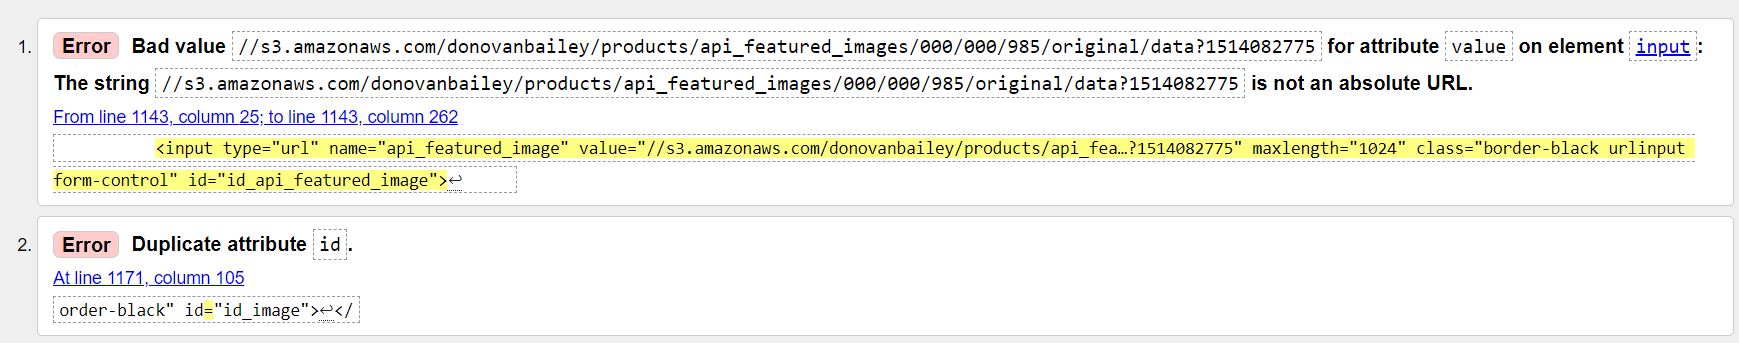 1. Error Bad value //s3.amazonaws.com/donovanbailey/products/api_featured_images/000/000/985/original/data?1514082775 for attribute value on element input:
The string //s3.amazonaws.com/donovanbailey/products/api_featured_images/000/000/985/original/data?1514082775 is not an absolute URL.
From line 1143, column 25; to line 1143, column 262
<input type="url" name="api_featured_image" value="//s3.amazonaws.com/donovanbailey/products/api_fea…?1514082775" maxlength="1024" class="border-black urlinput
form-control" id="id_api_featured_image">↩
2. Error Duplicate attribute id.
At line 1171, column 105
order-black" id="id_image">↩</